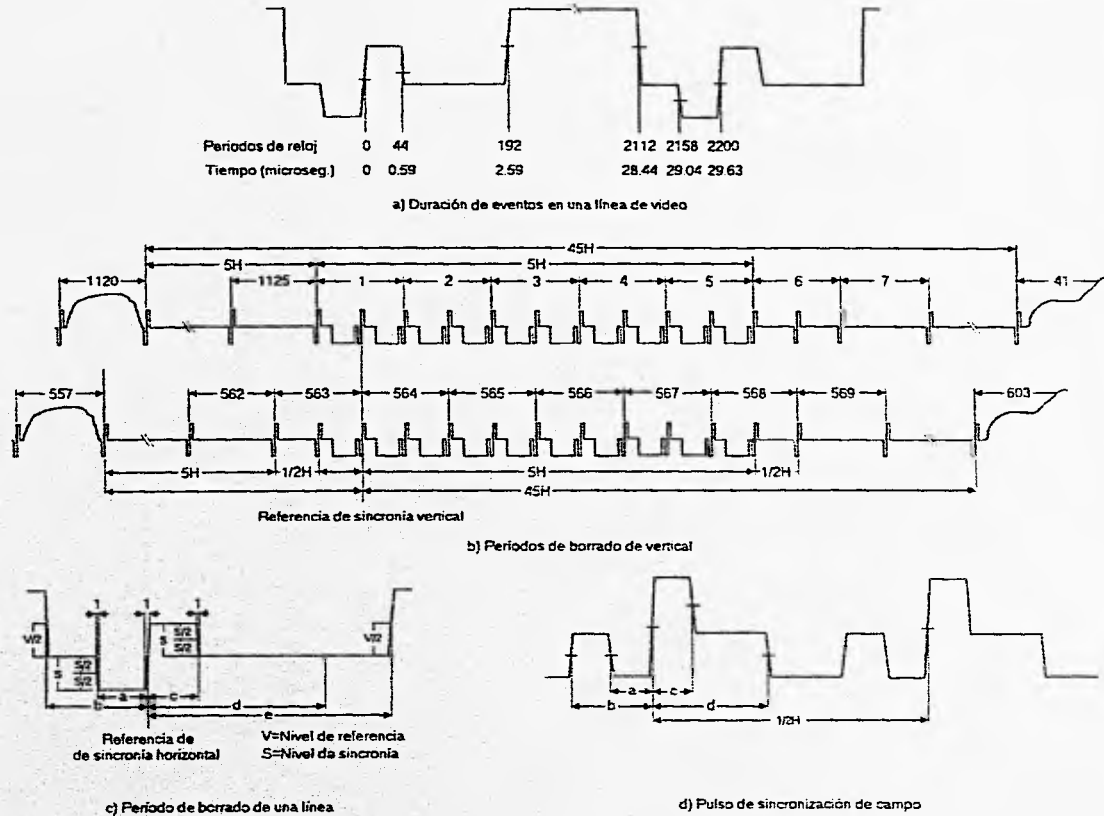 Periodos de reloj 0 44 192 2112 2158 2200
Tiempo (microseg.) 0 0.59 2.59 28.44 29.04 29.63
a) Duración de eventos en una línea de video
45H
5H 5H
1120 1125 1 2 3 4 5 6 7 41
557 562 563 564 565 566 567 568 569 603
5H 1/2H 5H 1/2H
45H
Referencia de sincronía vertical
b) Períodos de borrado de vertical
1 1 1
V/2 S V/2
S
a c
b d
e
Referencia de
de sincronía horizontal
V=Nivel de referencia
S=Nivel de sincronía
c) Período de borrado de una línea
a c
b d
1/2H
d) Pulso de sincronización de campo